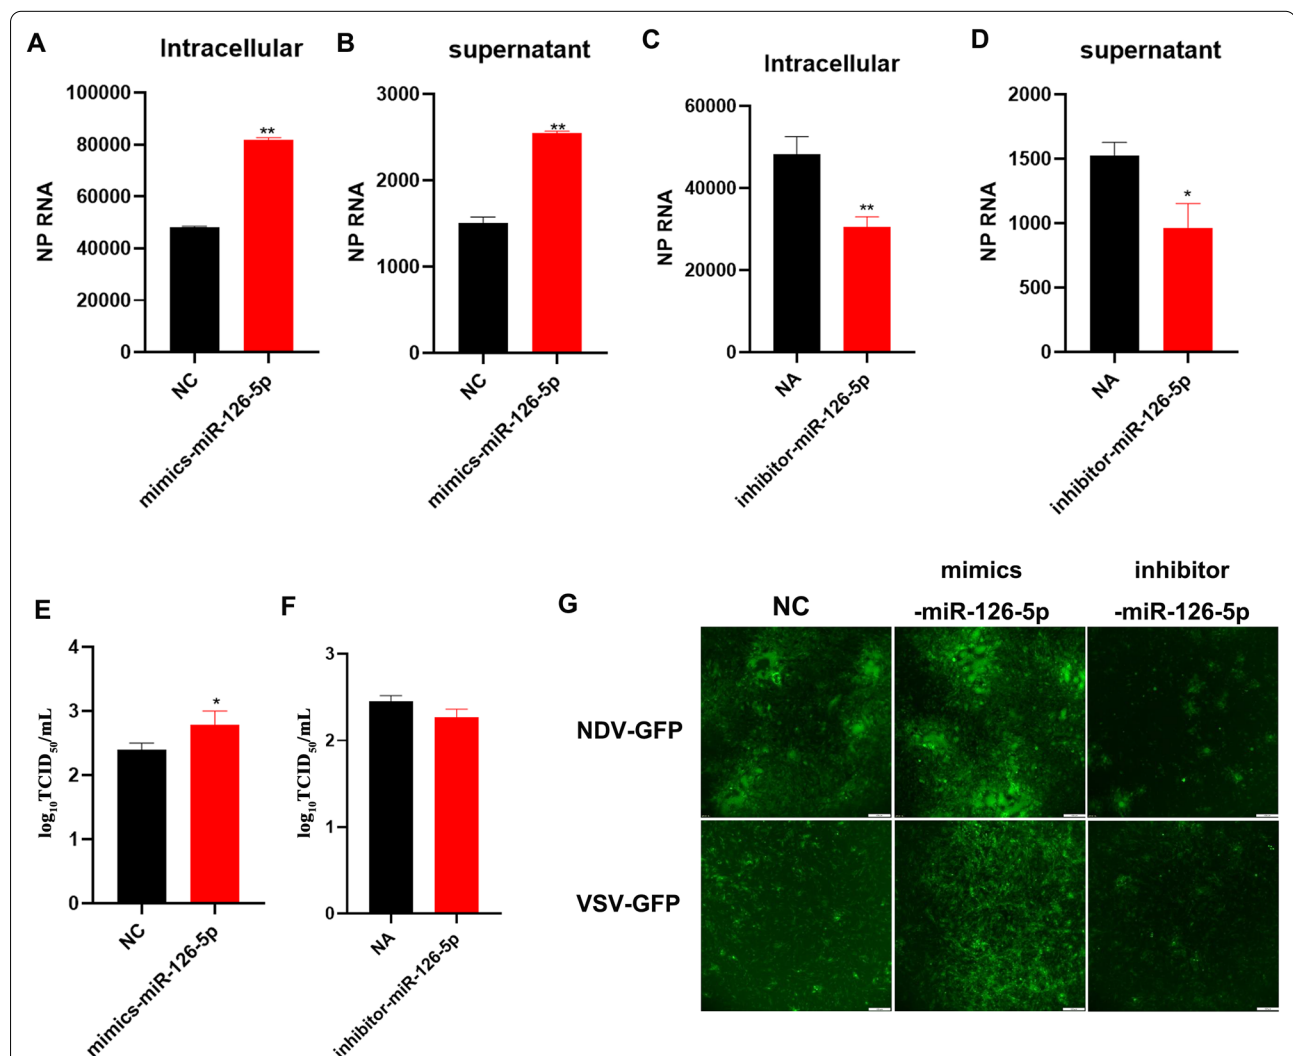 A
Intracellular
NP RNA
100000
80000
60000
40000
20000
0
**
NC
mimics-miR-126-5p
B
supernatant
NP RNA
3000
2000
1000
0
**
NC
mimics-miR-126-5p
C
Intracellular
NP RNA
60000
40000
20000
0
**
NA
inhibitor-miR-126-5p
D
supernatant
NP RNA
2000
1500
1000
500
0
*
NA
inhibitor-miR-126-5p
E
log10TCID50/mL
4
3
2
1
0
*
NC
mimics-miR-126-5p
F
log10TCID50/mL
3
2
1
0
NA
inhibitor-miR-126-5p
G
NC
mimics
-miR-126-5p
inhibitor
-miR-126-5p
NDV-GFP
VSV-GFP